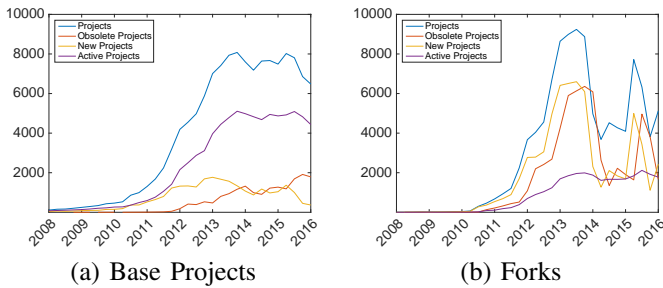 10000
8000
6000
4000
2000
Projects
Obsolete Projects
New Projects
Active Projects
2008 2009 2010 2011 2012 2013 2014 2015 2016
(a) Base Projects
10000
8000
6000
4000
2000
Projects
Obsolete Projects
New Projects
Active Projects
2008 2009 2010 2011 2012 2013 2014 2015 2016
(b) Forks